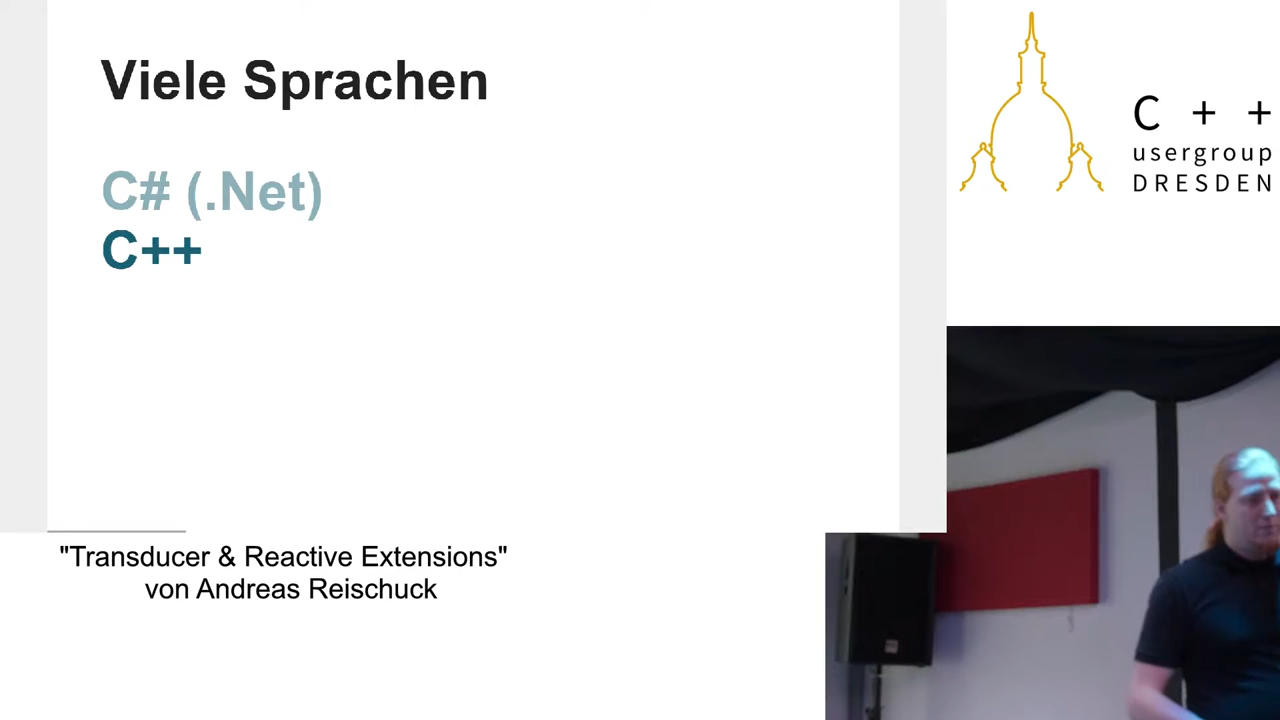 Viele Sprachen
C# (.Net)
C++
C + +
usergroup
DRESDEN
"Transducer & Reactive Extensions"
von Andreas Reischuck